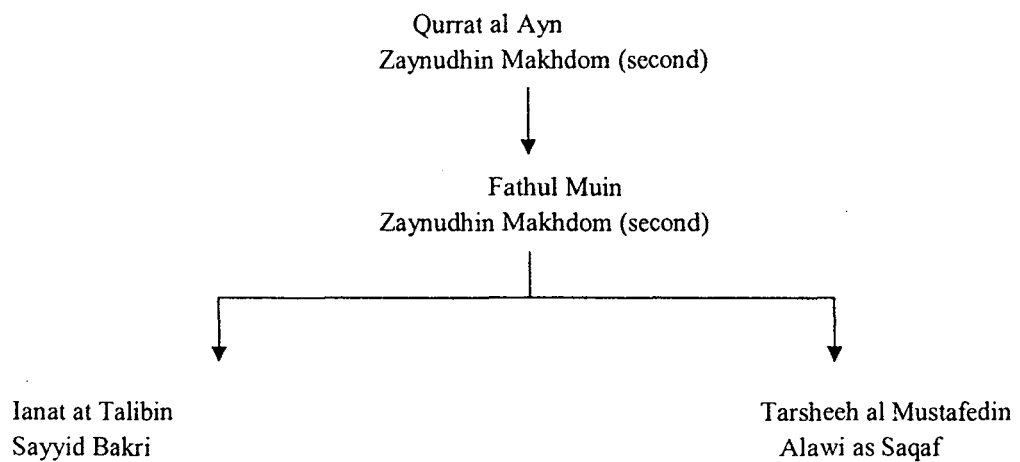 Qurrat al Ayn
Zaynudhin Makhdom (second)
Fathul Muin
Zaynudhin Makhdom (second)
Ianat at Talibin
Sayyid Bakri
Tarsheeh al Mustafedin
Alawi as Saqaf